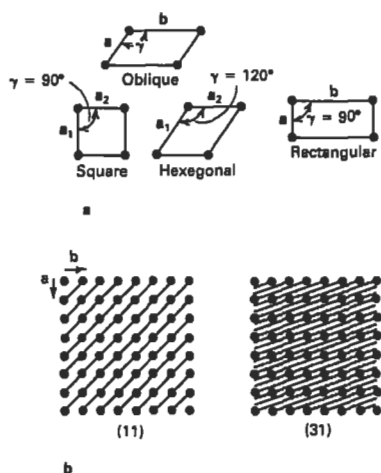 b
a
γ
Oblique
γ = 90°
a₂
a₁
Square
γ = 120°
a₂
a₁
Hexegonal
b
a
γ = 90°
Rectangular
a
b
a
(11)
(31)
b